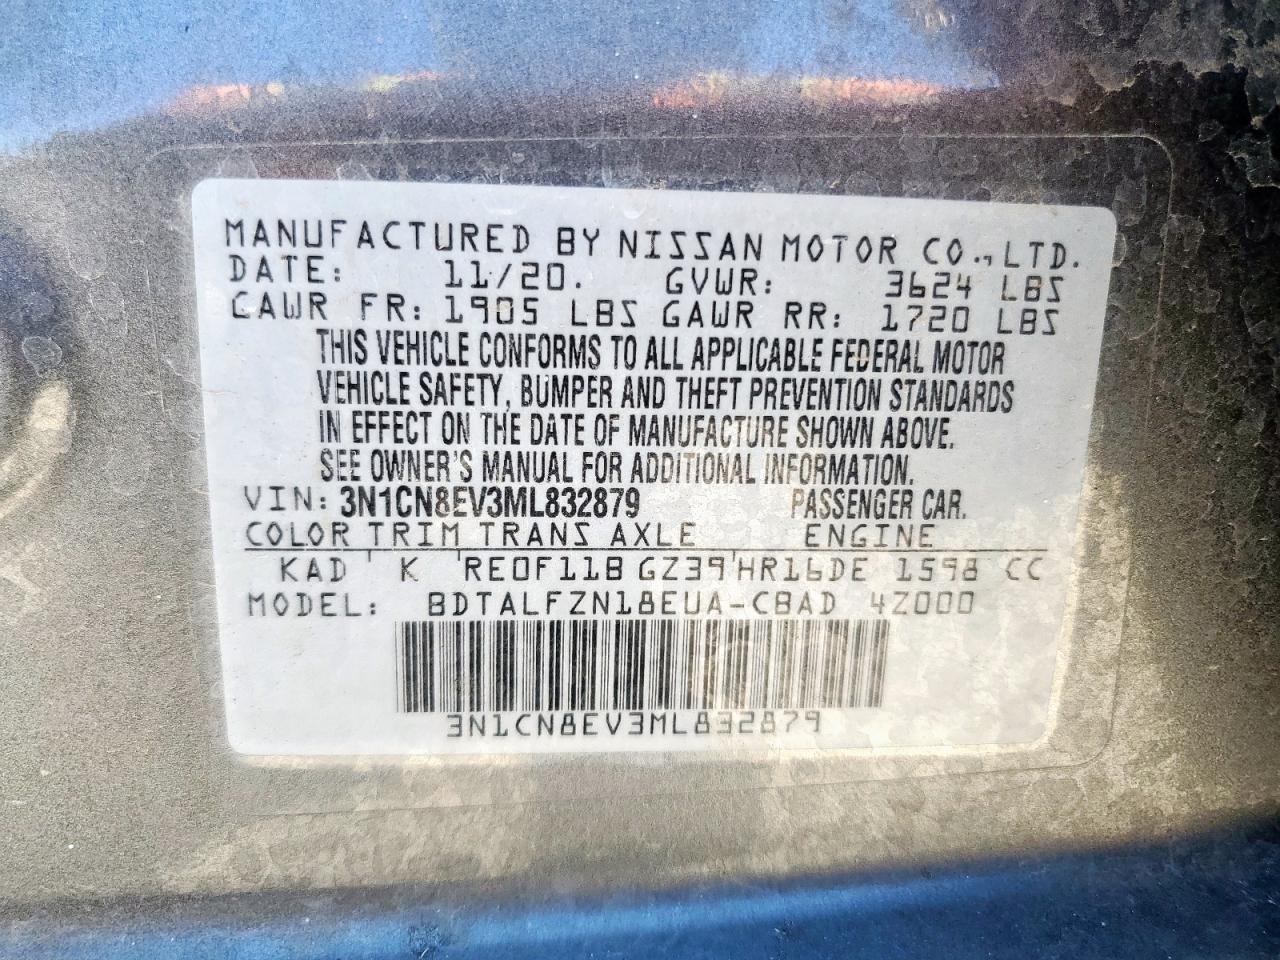 MANUFACTURED BY NISSAN MOTOR CO.,LTD.
DATE: 11/20. GVWR: 3624 LBS
GAWR FR: 1905 LBS GAWR RR: 1720 LBS
THIS VEHICLE CONFORMS TO ALL APPLICABLE FEDERAL MOTOR
VEHICLE SAFETY, BUMPER AND THEFT PREVENTION STANDARDS
IN EFFECT ON THE DATE OF MANUFACTURE SHOWN ABOVE.
SEE OWNER'S MANUAL FOR ADDITIONAL INFORMATION.
VIN: 3N1CN8EV3ML832879 PASSENGER CAR.
COLOR TRIM TRANS AXLE ENGINE
KAD K RE0F11B GZ39 HR16DE 1598 CC
MODEL: BDTALFZN18EUA-CBAD 4Z000
3N1CN8EV3ML832879